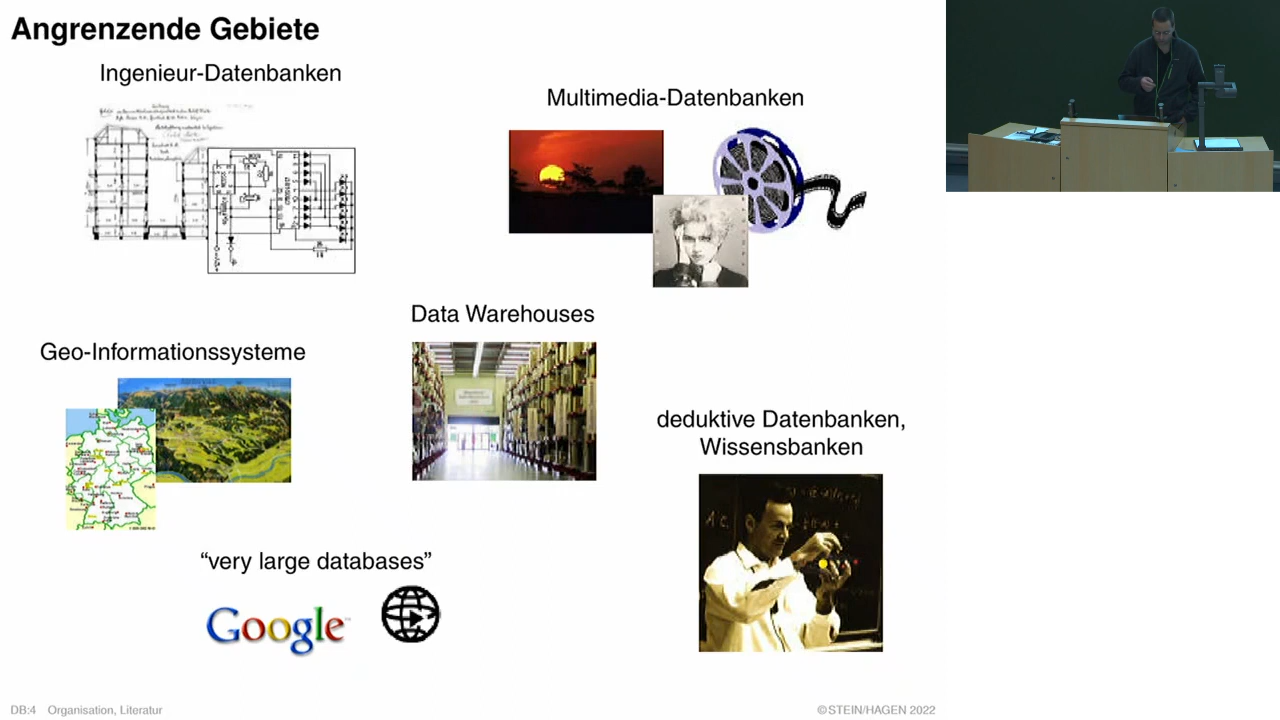 Angrenzende Gebiete
Ingenieur-Datenbanken
Multimedia-Datenbanken
Data Warehouses
Geo-Informationssysteme
deduktive Datenbanken,
Wissensbanken
“very large databases”
Google
DB:4 Organisation, Literatur
©STEIN/HAGEN 2022